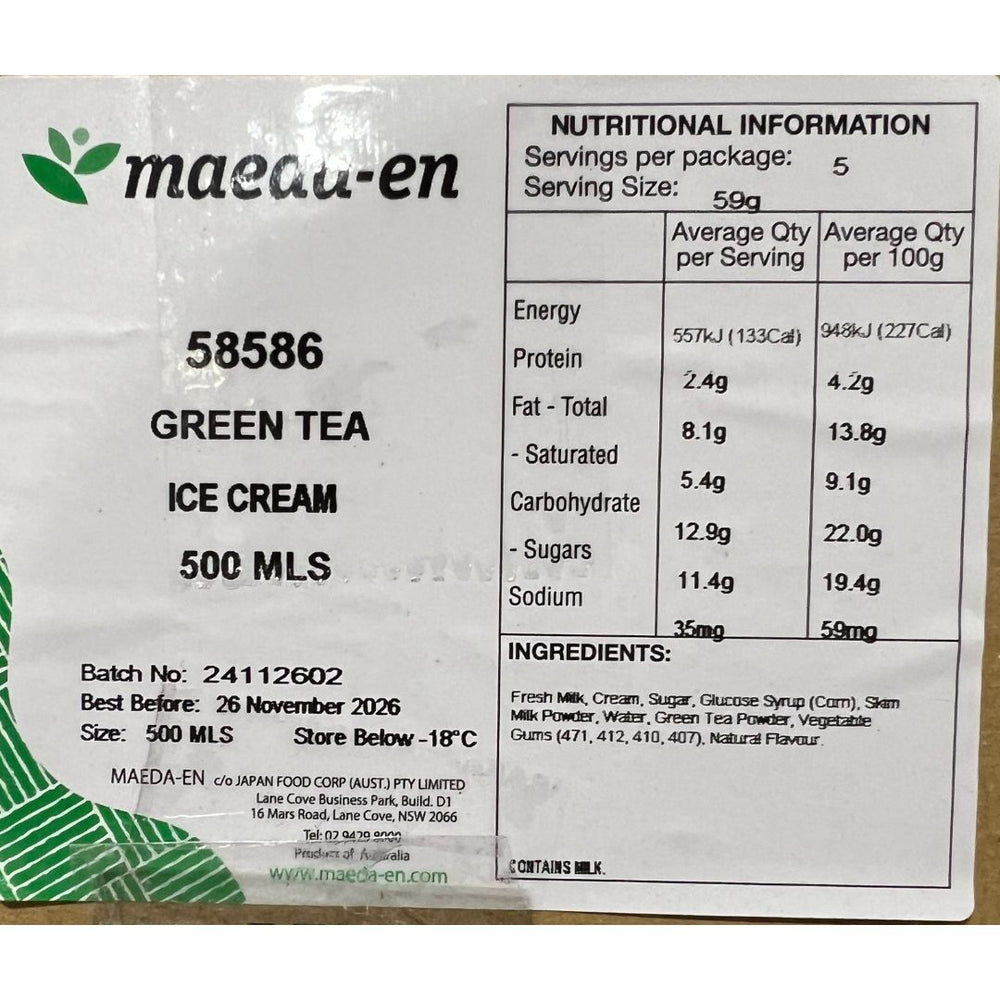 maeda-en
58586
GREEN TEA
ICE CREAM
500 MLS
Batch No: 24112602
Best Before: 26 November 2026
Size: 500 MLS Store Below -18°C
MAEDA-EN c/o JAPAN FOOD CORP (AUST.) PTY LIMITED
Lane Cove Business Park, Build. D1
16 Mars Road, Lane Cove, NSW 2066
Tel: 02 9429 8000
Product of Australia
www.maeda-en.com
NUTRITIONAL INFORMATION
Servings per package: 5
Serving Size: 59g
Average Qty per Serving Average Qty per 100g
Energy 557kJ (133Cal) 948kJ (227Cal)
Protein 2.4g 4.2g
Fat - Total 8.1g 13.8g
- Saturated 5.4g 9.1g
Carbohydrate 12.9g 22.0g
- Sugars 11.4g 19.4g
Sodium 35mg 59mg
INGREDIENTS:
Fresh Milk, Cream, Sugar, Glucose Syrup (Corn), Skim
Milk Powder, Water, Green Tea Powder, Vegetable
Gums (471, 412, 410, 407), Natural Flavour.
CONTAINS MILK.